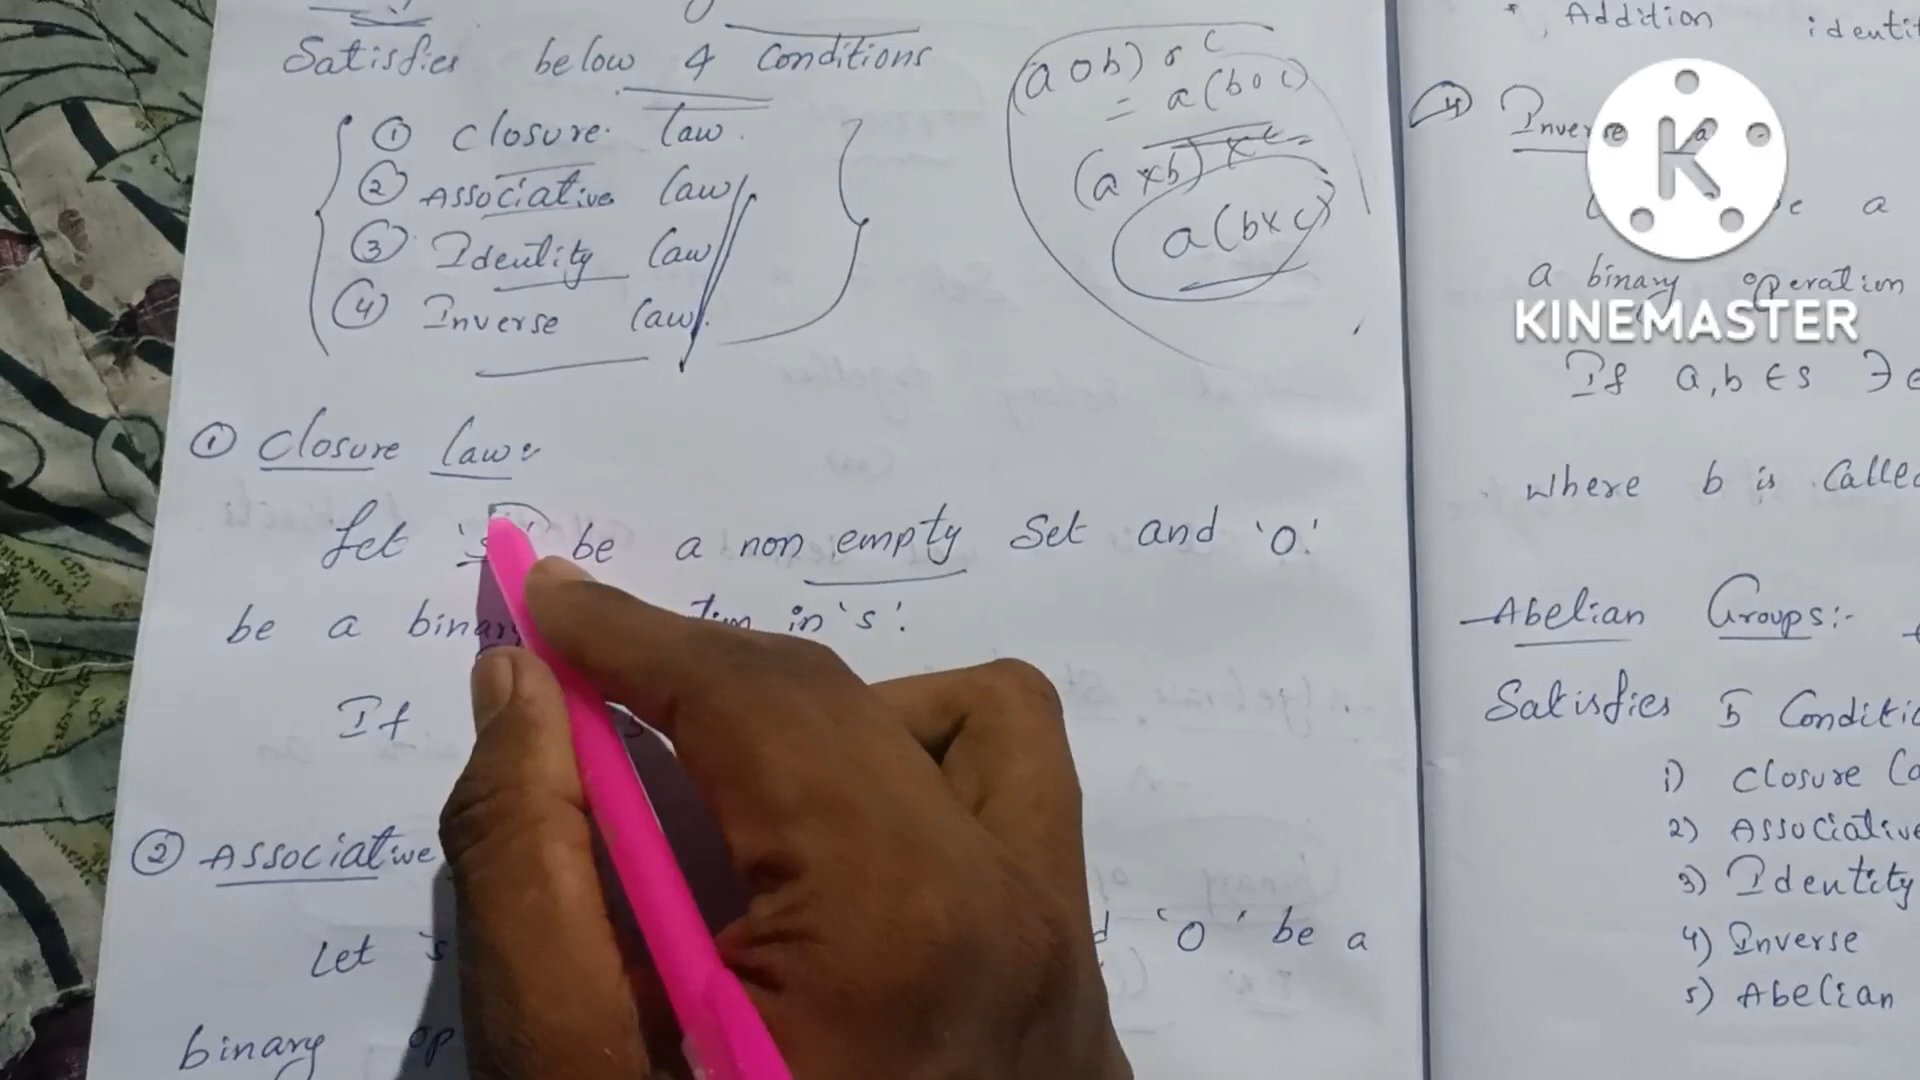 Satisfies below 4 Conditions
① Closure Law.
② Associative Law
③ Identity Law
④ Inverse Law.
(a o b) o c
= a (b o c)
(a x b) x c =
a (b x c)
① Closure Law:
Let 's' be a non empty Set and 'o'
be a in 's'.
If
② Associative
Let 's 'o' be a
binary op
* Addition
④ Inverse
a
a binary operation
If a, b ∈ s ∃ e
where b is Called
Abelian Groups:-
Satisfies 5
i) Closure
2) Associative
3) Identity
4) Inverse
5) Abelian
KINEMASTER